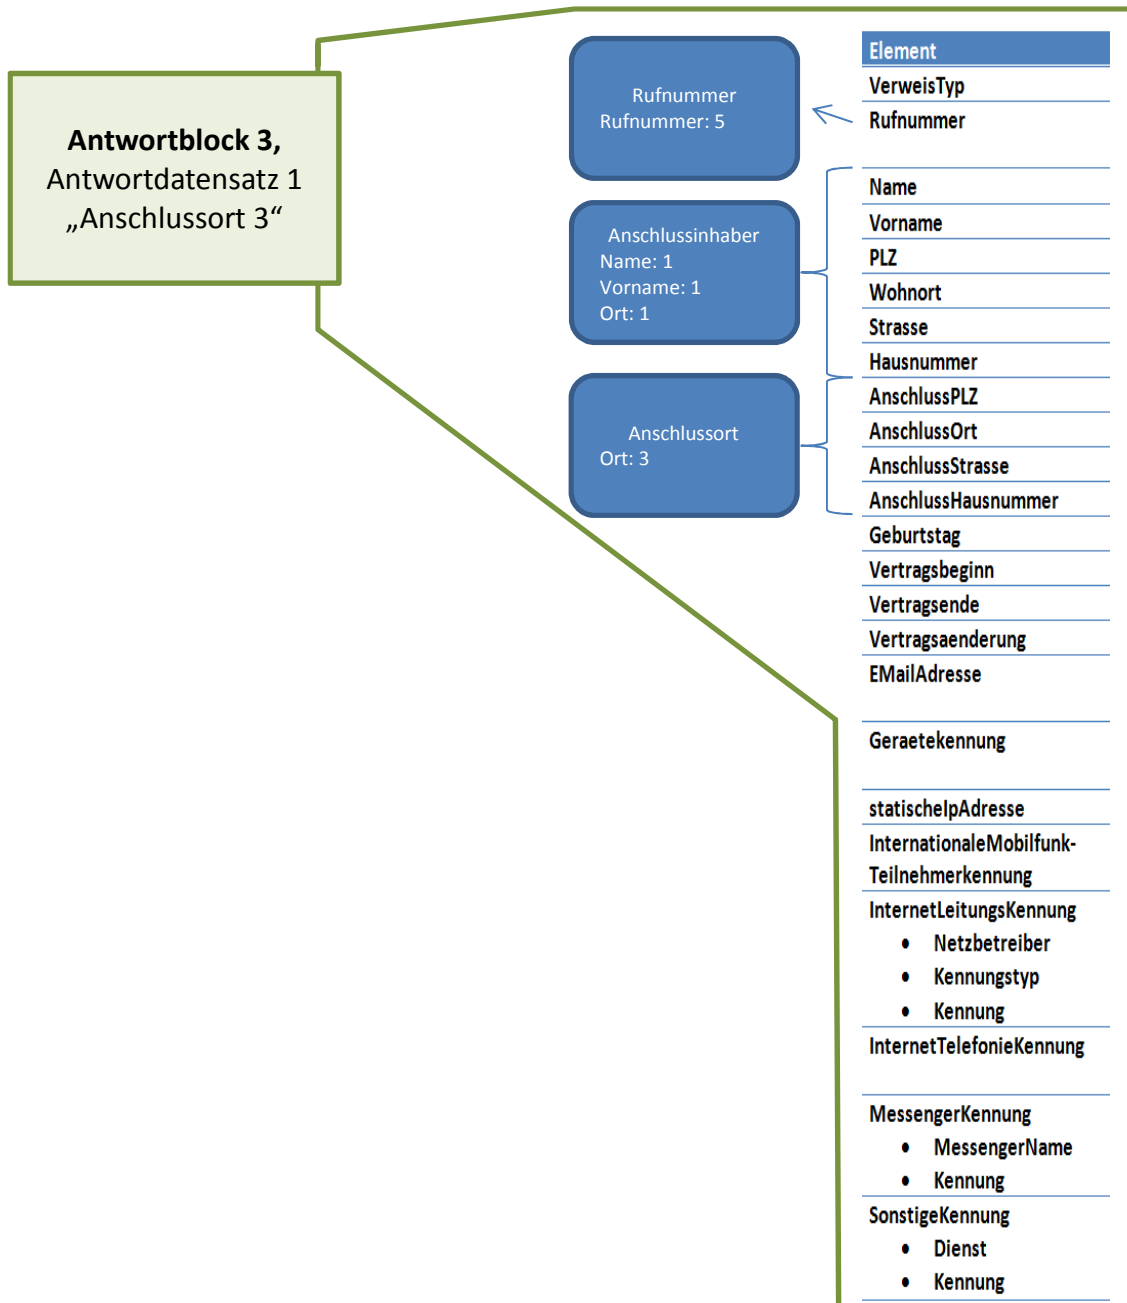 Antwortblock 3,
Antwortdatensatz 1
„Anschlussort 3“
Rufnummer
Rufnummer: 5
Anschlussinhaber
Name: 1
Vorname: 1
Ort: 1
Anschlussort
Ort: 3
Element
VerweisTyp
Rufnummer
Name
Vorname
PLZ
Wohnort
Strasse
Hausnummer
AnschlussPLZ
AnschlussOrt
AnschlussStrasse
AnschlussHausnummer
Geburtstag
Vertragsbeginn
Vertragsende
Vertragsaenderung
EMailAdresse
Geraetekennung
statischeIpAdresse
InternationaleMobilfunk-
Teilnehmerkennung
InternetLeitungsKennung
• Netzbetreiber
• Kennungstyp
• Kennung
InternetTelefonieKennung
MessengerKennung
• MessengerName
• Kennung
SonstigeKennung
• Dienst
• Kennung